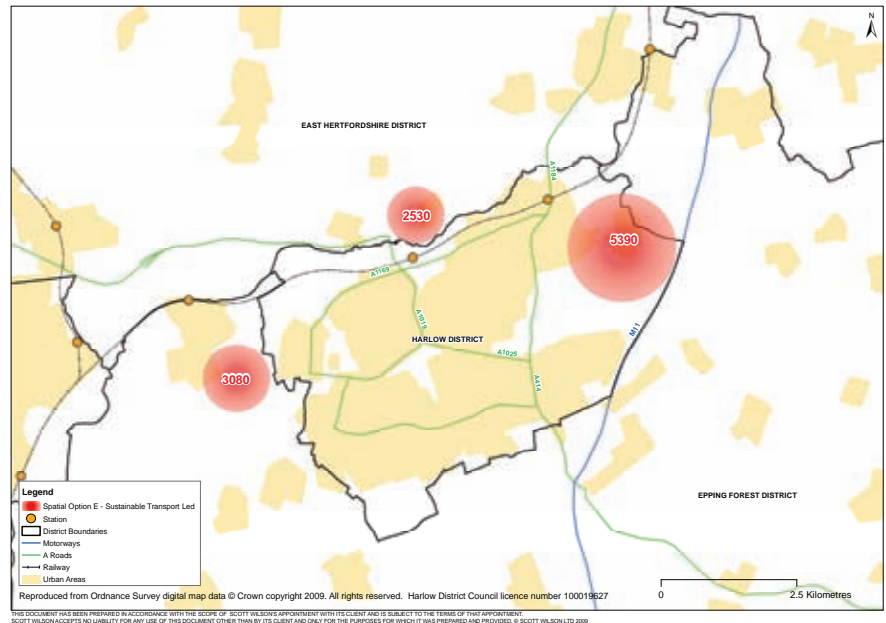 N
EAST HERTFORDSHIRE DISTRICT
A1184
2530
5390
A1169
A1019
HARLOW DISTRICT
M11
A1025
3080
A414
EPPING FOREST DISTRICT
Legend
Spatial Option E - Sustainable Transport Led
Station
District Boundaries
Motorways
A Roads
Railway
Urban Areas
Reproduced from Ordnance Survey digital map data © Crown copyright 2009. All rights reserved. Harlow District Council licence number 100019627
0 2.5 Kilometres
THIS DOCUMENT HAS BEEN PREPARED IN ACCORDANCE WITH THE SCOPE OF SCOTT WILSON'S APPOINTMENT WITH ITS CLIENT AND IS SUBJECT TO THE TERMS OF THAT APPOINTMENT.
SCOTT WILSON ACCEPTS NO LIABILITY FOR ANY USE OF THIS DOCUMENT OTHER THAN BY ITS CLIENT AND ONLY FOR THE PURPOSES FOR WHICH IT WAS PREPARED AND PROVIDED. © SCOTT WILSON LTD 2009